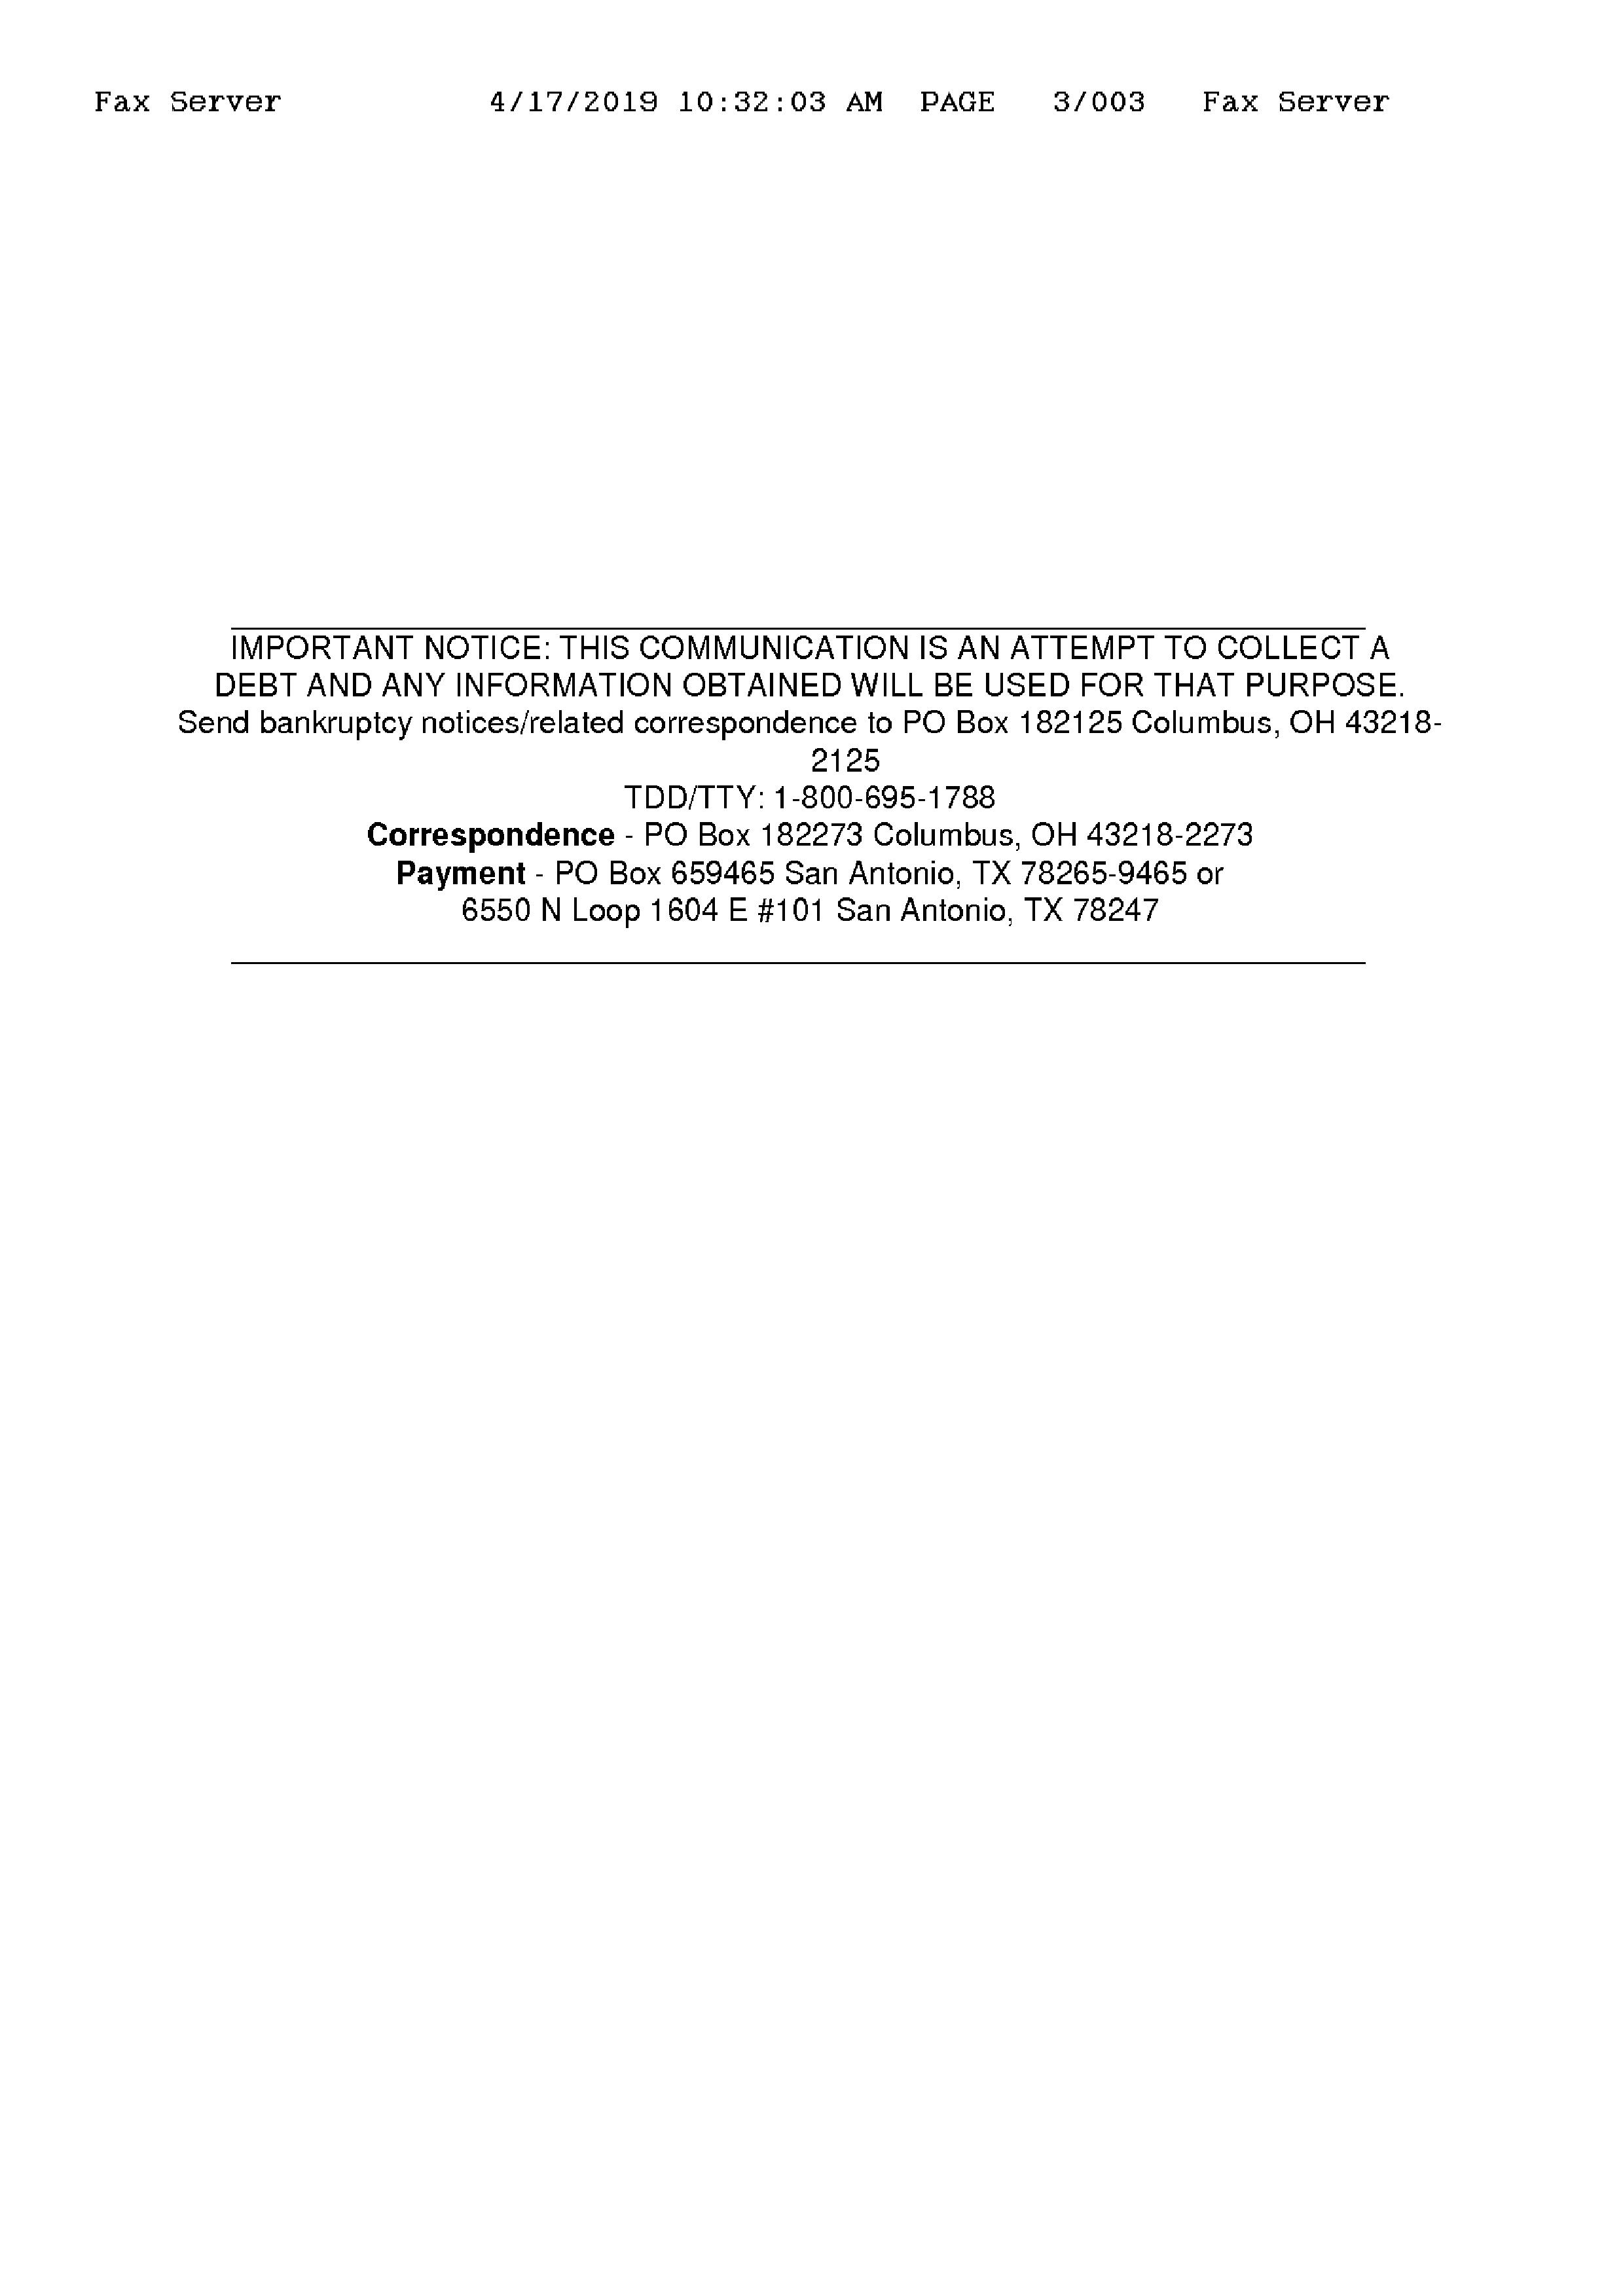 Fax Server 4/17/2019 10:32:03 AM PAGE 3/003 Fax Server
IMPORTANT NOTICE: THIS COMMUNICATION IS AN ATTEMPT TO COLLECT A
DEBT AND ANY INFORMATION OBTAINED WILL BE USED FOR THAT PURPOSE.
Send bankruptcy notices/related correspondence to PO Box 182125 Columbus, OH 43218-
2125
TDD/TTY: 1-800-695-1788
Correspondence - PO Box 182273 Columbus, OH 43218-2273
Payment - PO Box 659465 San Antonio, TX 78265-9465 or
6550 N Loop 1604 E #101 San Antonio, TX 78247